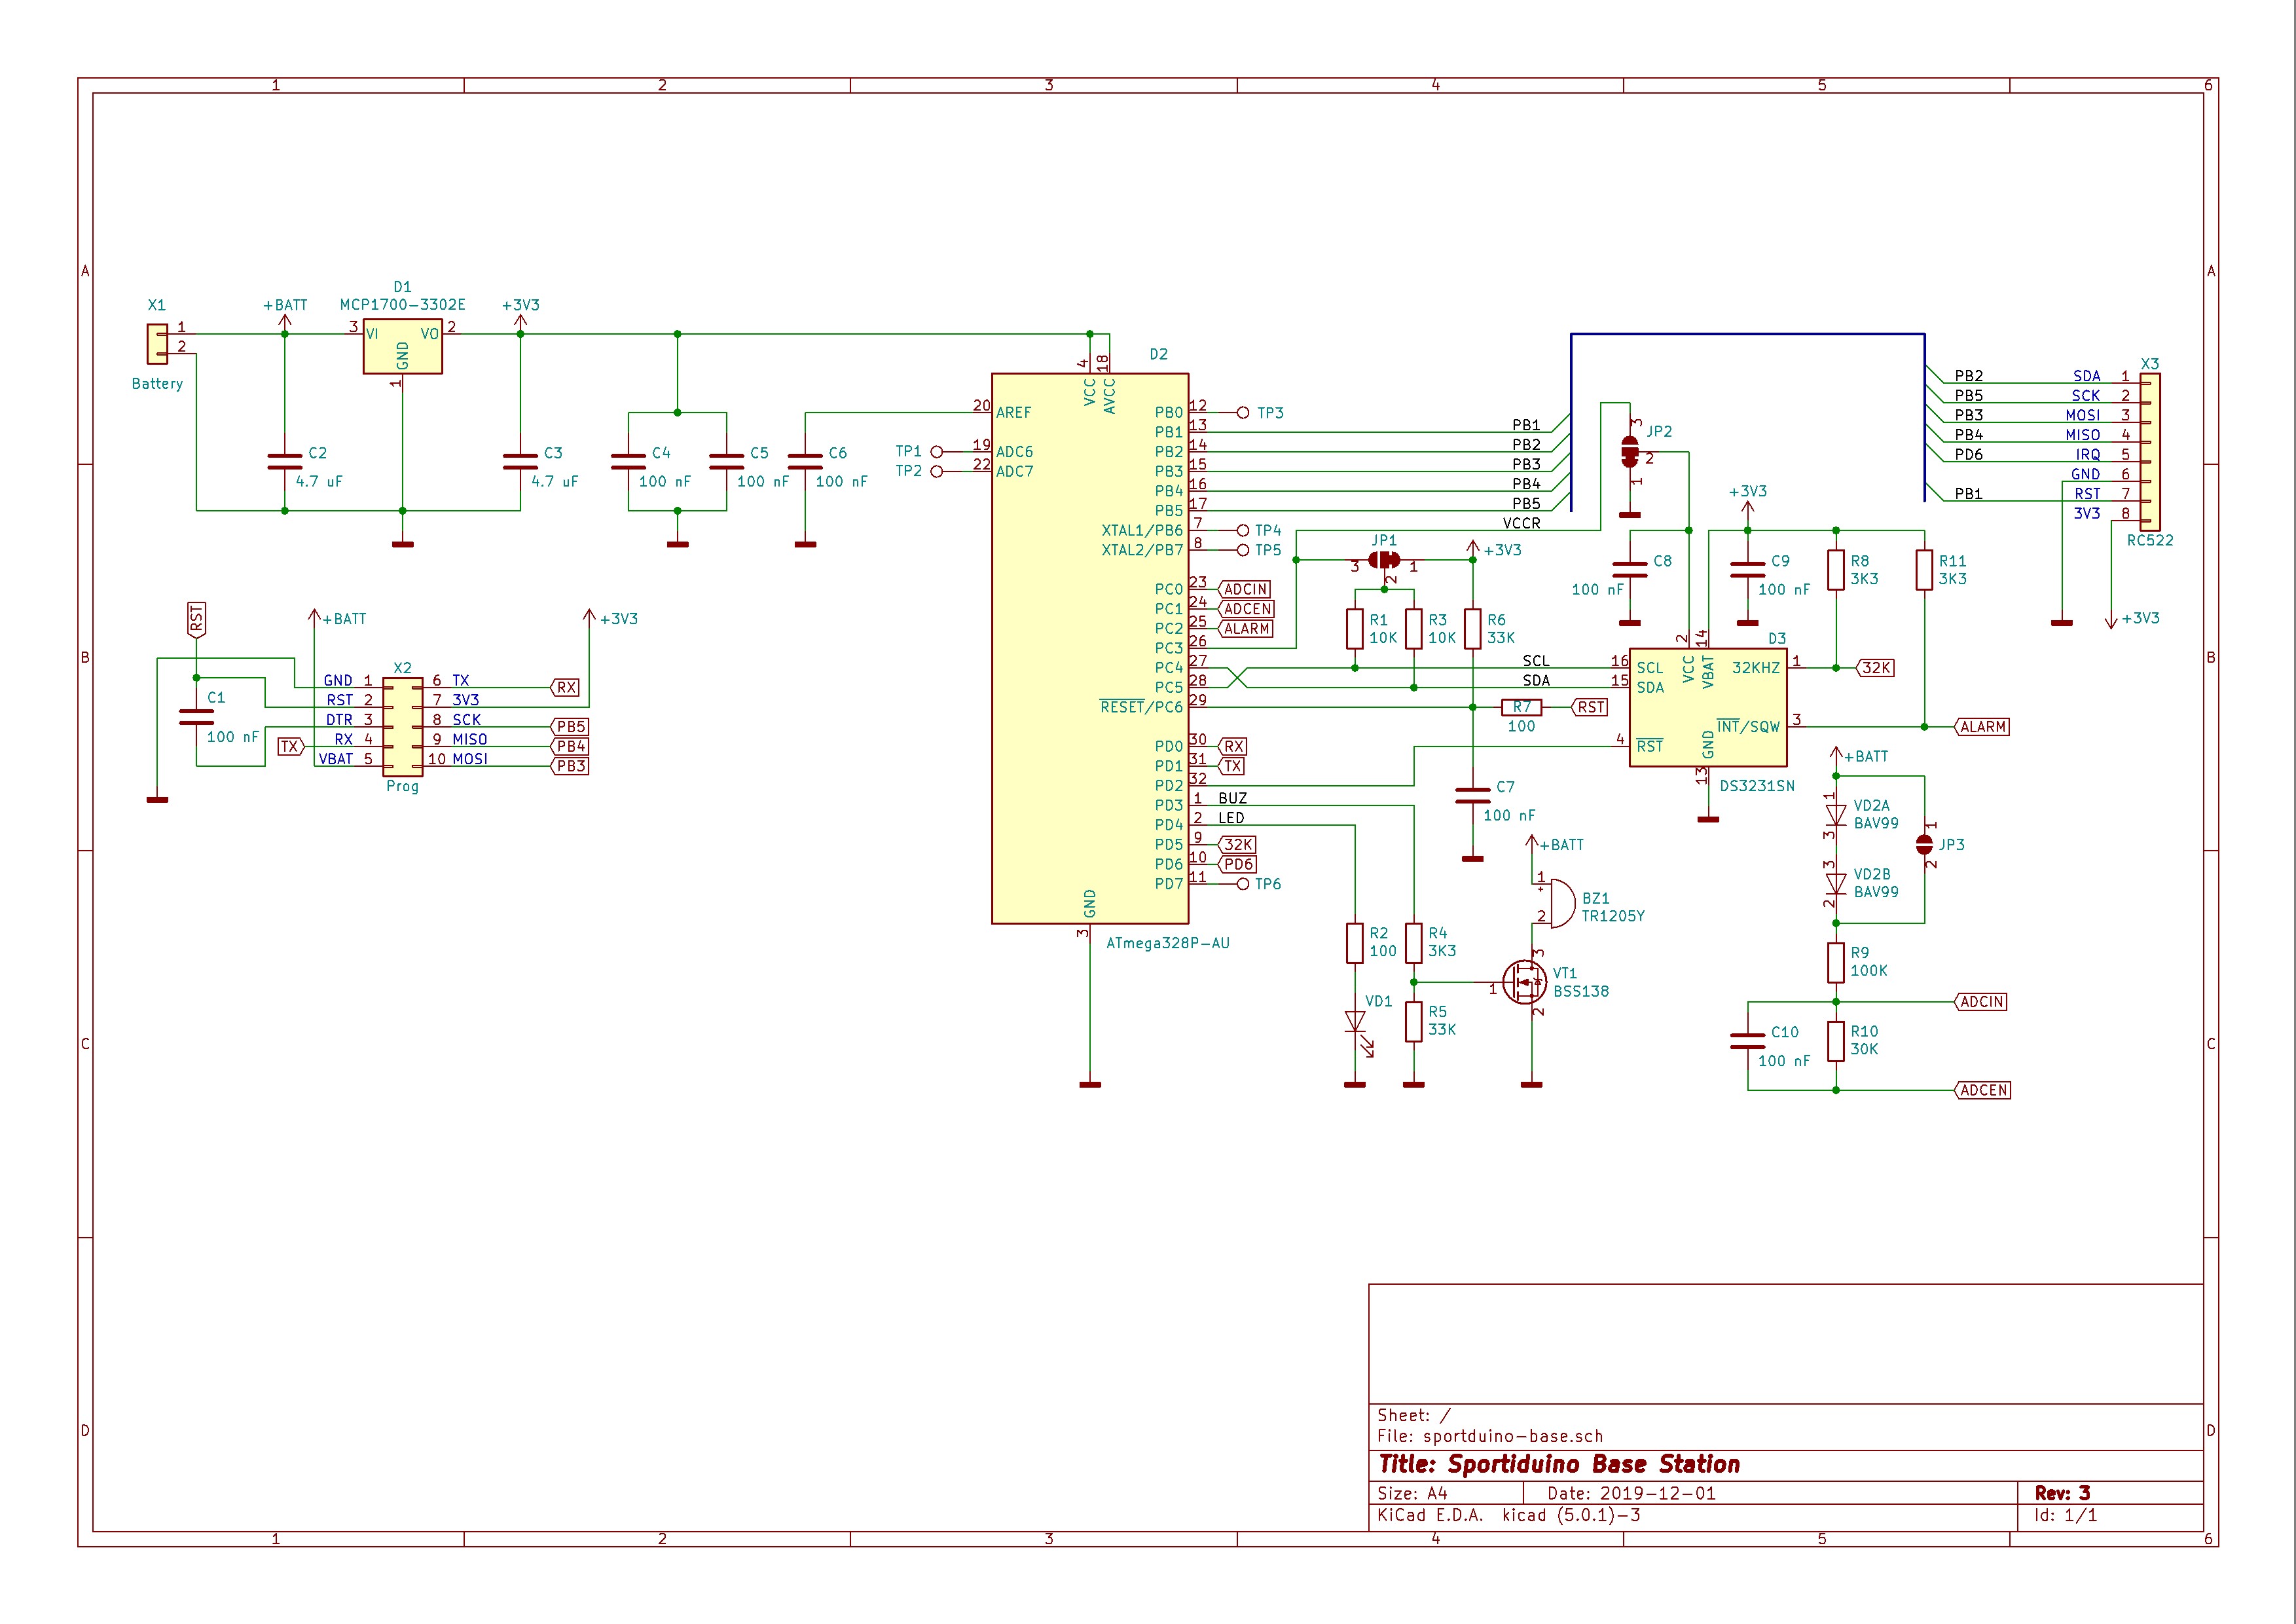 1 2 3 4 5 6
A A
B B
C C
D D
1 2 3 4 5 6
X1
1
2
Battery
+BATT
C2
4.7 uF
D1
MCP1700-3302E
3 VI VO 2
GND
1
+3V3
C3
4.7 uF
C4
100 nF
C5
100 nF
C6
100 nF
TP1
TP2
RST
C1
100 nF
+BATT
+3V3
X2
GND 1 6 TX RX
RST 2 7 3V3
DTR 3 8 SCK PB5
TX RX 4 9 MISO PB4
VBAT 5 10 MOSI PB3
Prog
D2
4 18
VCC AVCC
20 AREF
19 ADC6
22 ADC7
PB0 12 TP3
PB1 13 PB1
PB2 14 PB2
PB3 15 PB3
PB4 16 PB4
PB5 17 PB5
XTAL1/PB6 7 TP4
XTAL2/PB7 8 TP5
PC0 23 ADCIN
PC1 24 ADCEN
PC2 25 ALARM
PC3 26
PC4 27
PC5 28
RESET/PC6 29
PD0 30 RX
PD1 31 TX
PD2 32
PD3 1 BUZ
PD4 2 LED
PD5 9 32K
PD6 10 PD6
PD7 11 TP6
GND
3
ATmega328P-AU
VCCR
JP1
3 1
2
+3V3
R1
10K
R3
10K
R6
33K
SCL
SDA
R7
100
RST
C7
100 nF
R2
100
VD1
R4
3K3
R5
33K
+BATT
1
+
2
BZ1
TR1205Y
3
1
2
VT1
BSS138
3
JP2
2
1
C8
100 nF
+3V3
C9
100 nF
R8
3K3
R11
3K3
D3
2 14
VCC VBAT
16 SCL
15 SDA
4 RST
32KHZ 1 32K
INT/SQW 3 ALARM
GND
13
DS3231SN
+BATT
1
VD2A
BAV99
3
3
VD2B
BAV99
2
1
JP3
2
R9
100K
ADCIN
C10
100 nF
R10
30K
ADCEN
X3
PB2 SDA 1
PB5 SCK 2
PB3 MOSI 3
PB4 MISO 4
PD6 IRQ 5
GND 6
PB1 RST 7
3V3 8
RC522
+3V3
Sheet: /
File: sportduino-base.sch
Title: Sportiduino Base Station
Size: A4 Date: 2019-12-01 Rev: 3
KiCad E.D.A. kicad (5.0.1)-3 Id: 1/1